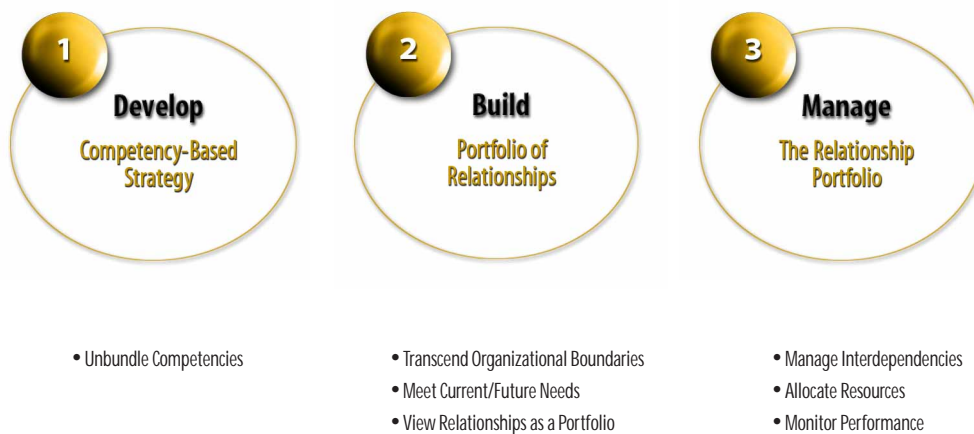 1
Develop
Competency-Based
Strategy
2
Build
Portfolio of
Relationships
3
Manage
The Relationship
Portfolio
• Unbundle Competencies
• Transcend Organizational Boundaries
• Meet Current/Future Needs
• View Relationships as a Portfolio
• Manage Interdependencies
• Allocate Resources
• Monitor Performance